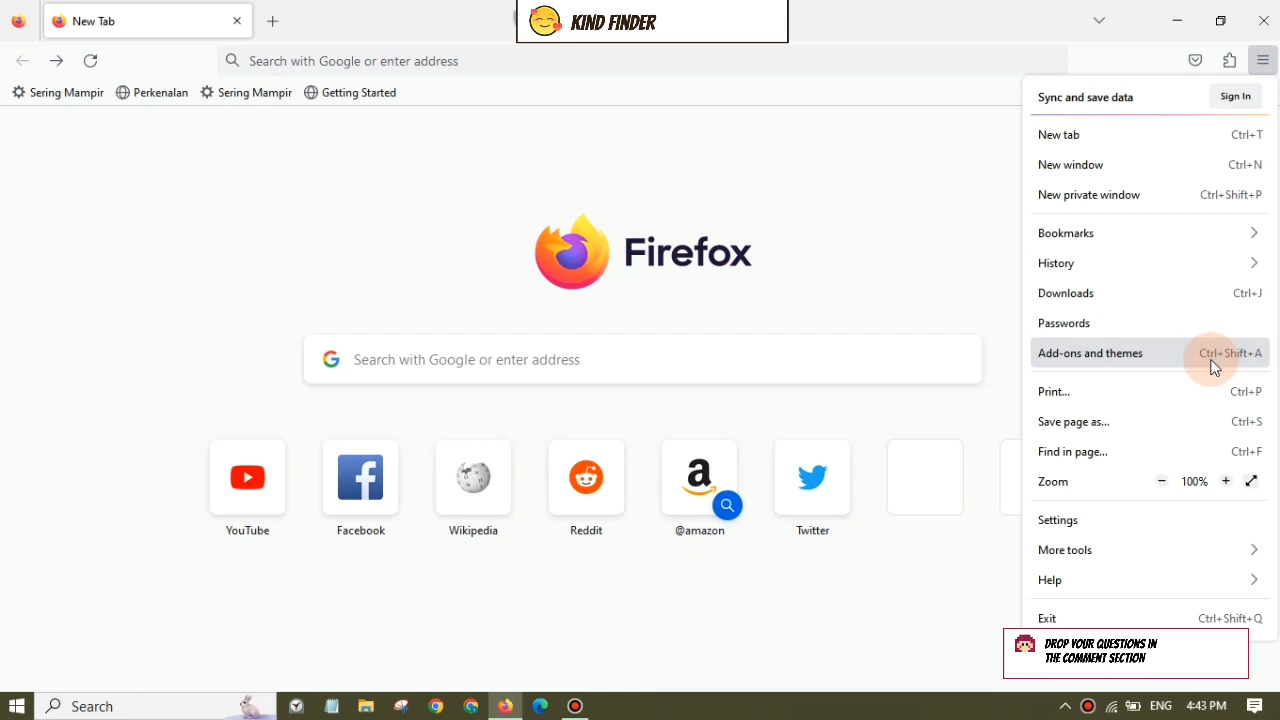 New Tab
KIND FINDER
Search with Google or enter address
Sering Mampir
Perkenalan
Sering Mampir
Getting Started
Sync and save data
Sign In
New tab Ctrl+T
New window Ctrl+N
New private window Ctrl+Shift+P
Bookmarks
History
Downloads Ctrl+J
Passwords
Add-ons and themes Ctrl+Shift+A
Print... Ctrl+P
Save page as... Ctrl+S
Find in page... Ctrl+F
Zoom 100%
Settings
More tools
Help
Exit Ctrl+Shift+Q
Firefox
Search with Google or enter address
YouTube
Facebook
Wikipedia
Reddit
a
@amazon
Twitter
DROP YOUR QUESTIONS IN
THE COMMENT SECTION
Search
ENG
4:43 PM